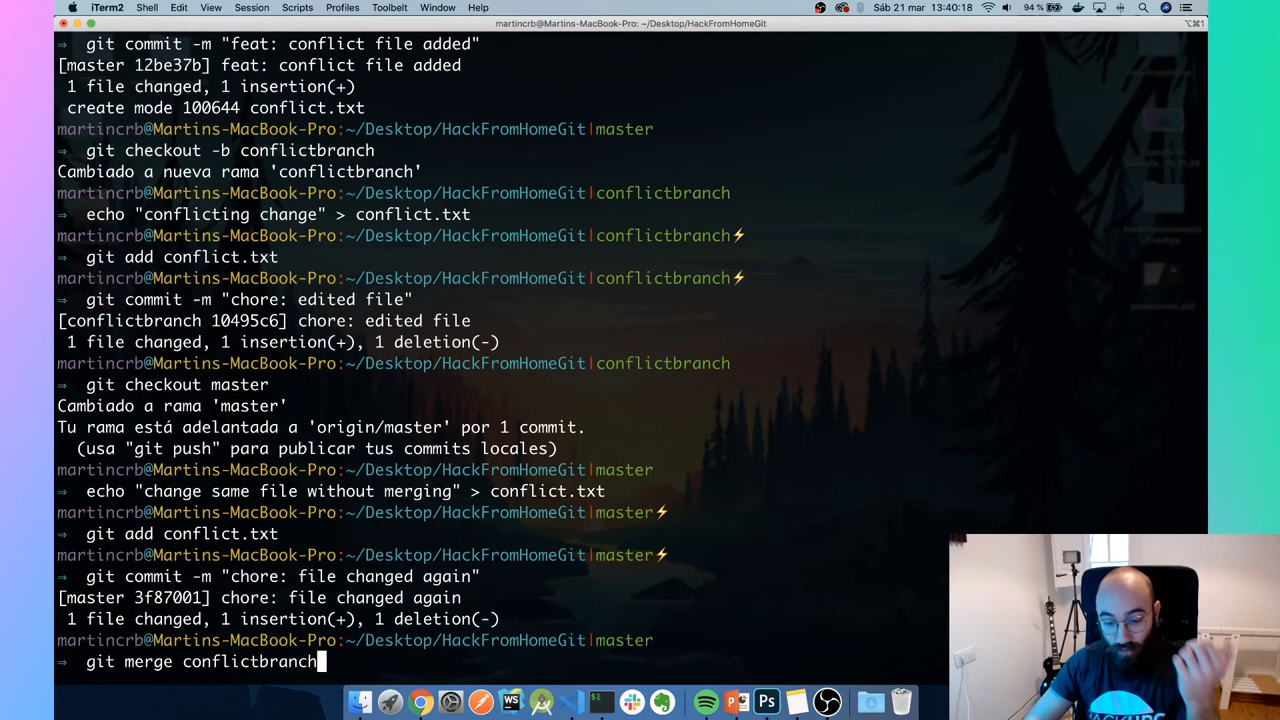 iTerm2 Shell Edit View Session Scripts Profiles Toolbelt Window Help
94 % Sáb 21 mar 13:40:18
martincrb@Martins-MacBook-Pro: ~/Desktop/HackFromHomeGit
⌥⌘1
⇒ git commit -m "feat: conflict file added"
[master 12be37b] feat: conflict file added
1 file changed, 1 insertion(+)
create mode 100644 conflict.txt
martincrb@Martins-MacBook-Pro:~/Desktop/HackFromHomeGit|master
⇒ git checkout -b conflictbranch
Cambiado a nueva rama 'conflictbranch'
martincrb@Martins-MacBook-Pro:~/Desktop/HackFromHomeGit|conflictbranch
⇒ echo "conflicting change" > conflict.txt
martincrb@Martins-MacBook-Pro:~/Desktop/HackFromHomeGit|conflictbranch⚡
⇒ git add conflict.txt
martincrb@Martins-MacBook-Pro:~/Desktop/HackFromHomeGit|conflictbranch⚡
⇒ git commit -m "chore: edited file"
[conflictbranch 10495c6] chore: edited file
1 file changed, 1 insertion(+), 1 deletion(-)
martincrb@Martins-MacBook-Pro:~/Desktop/HackFromHomeGit|conflictbranch
⇒ git checkout master
Cambiado a rama 'master'
Tu rama está adelantada a 'origin/master' por 1 commit.
(usa "git push" para publicar tus commits locales)
martincrb@Martins-MacBook-Pro:~/Desktop/HackFromHomeGit|master
⇒ echo "change same file without merging" > conflict.txt
martincrb@Martins-MacBook-Pro:~/Desktop/HackFromHomeGit|master⚡
⇒ git add conflict.txt
martincrb@Martins-MacBook-Pro:~/Desktop/HackFromHomeGit|master⚡
⇒ git commit -m "chore: file changed again"
[master 3f87001] chore: file changed again
1 file changed, 1 insertion(+), 1 deletion(-)
martincrb@Martins-MacBook-Pro:~/Desktop/HackFromHomeGit|master
⇒ git merge conflictbranch
WS
Ps